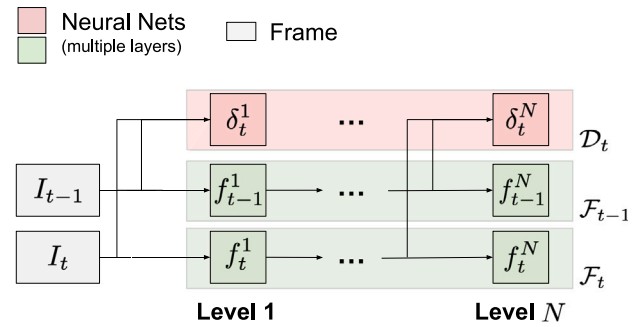 Neural Nets
(multiple layers)
Frame
δ_t^1 ... δ_t^N
𝒟_t
I_{t−1} f_{t−1}^1 ... f_{t−1}^N
ℱ_{t−1}
I_t f_t^1 ... f_t^N
ℱ_t
Level 1 Level N